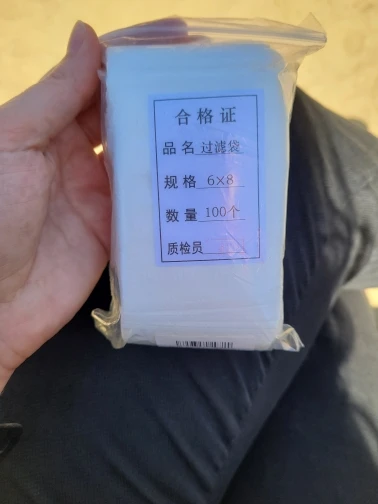 合格证
品名 过滤袋
规格 6×8
数量 100个
质检员